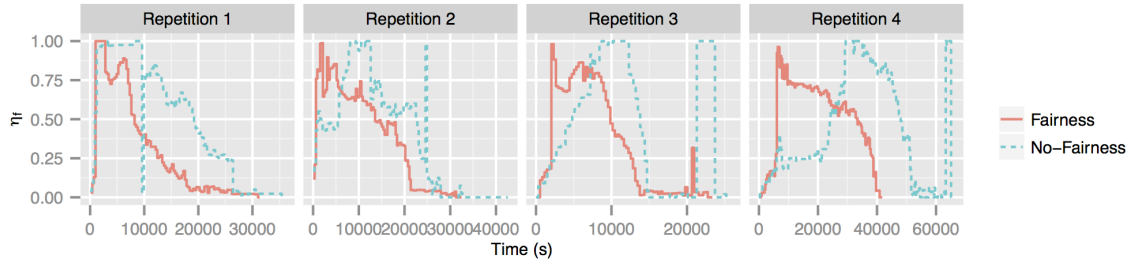 Repetition 1 Repetition 2 Repetition 3 Repetition 4
1.00
0.75
0.50
0.25
0.00
ηf
Fairness
No−Fairness
0 10000 20000 30000 0 10000 20000 30000 40000 0 10000 20000 0 20000 40000 60000
Time (s)